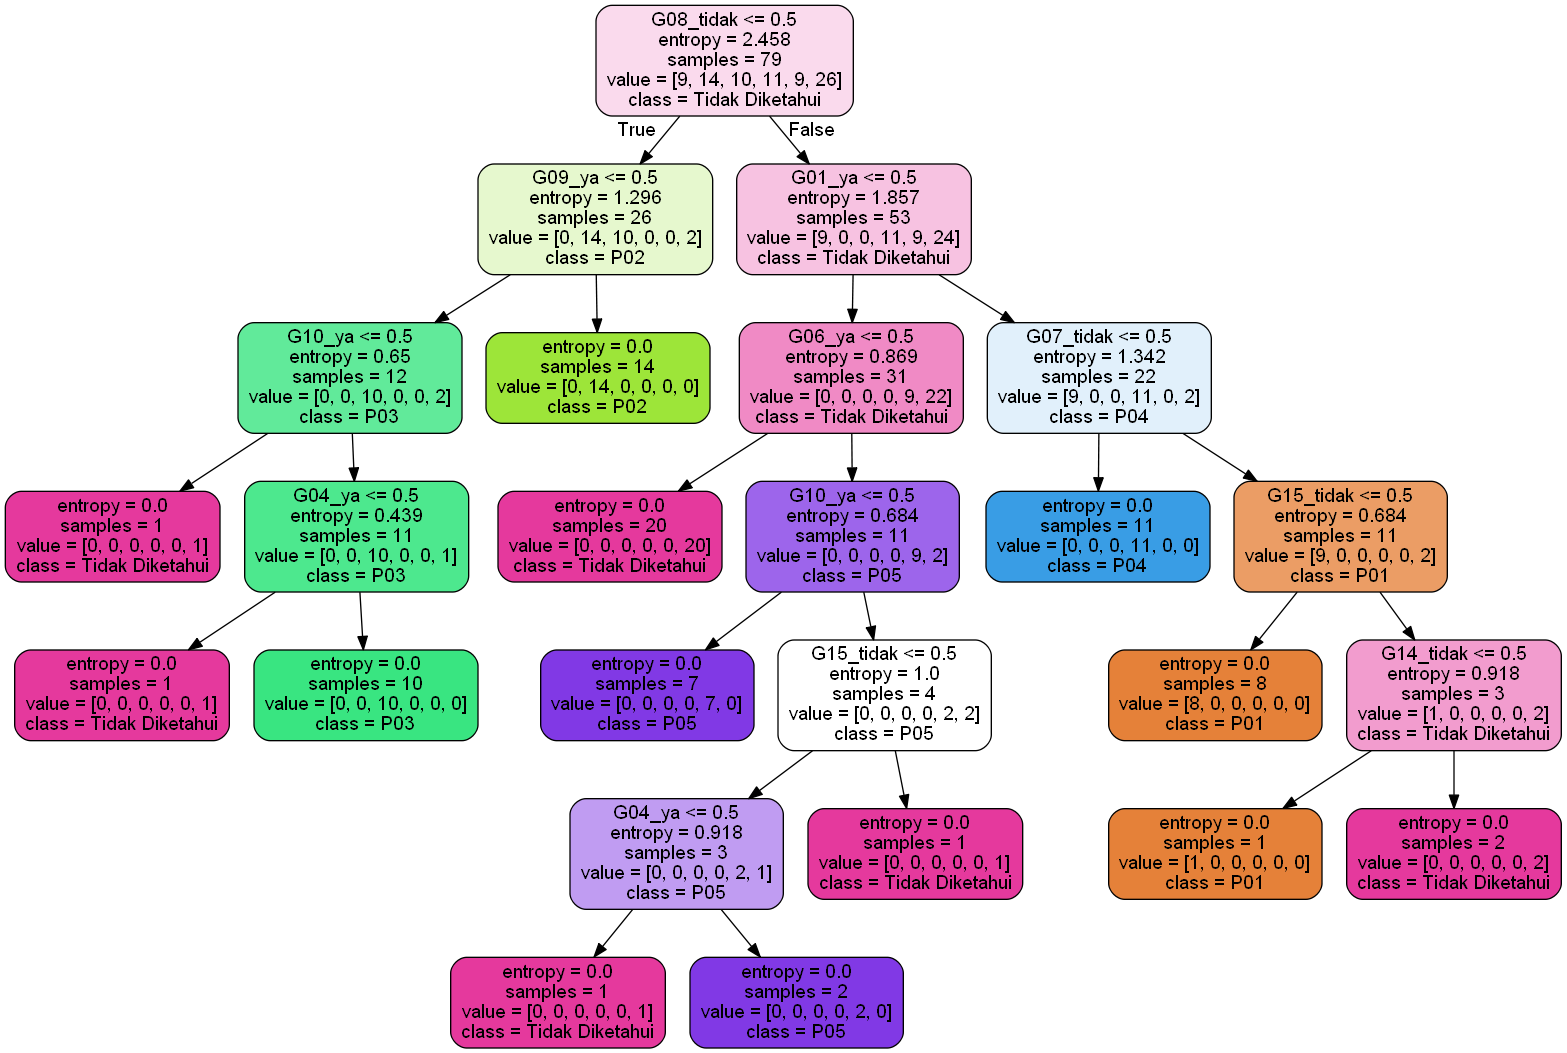 G08_tidak <= 0.5
entropy = 2.458
samples = 79
value = [9, 14, 10, 11, 9, 26]
class = Tidak Diketahui
True
False
G09_ya <= 0.5
entropy = 1.296
samples = 26
value = [0, 14, 10, 0, 0, 2]
class = P02
G01_ya <= 0.5
entropy = 1.857
samples = 53
value = [9, 0, 0, 11, 9, 24]
class = Tidak Diketahui
G10_ya <= 0.5
entropy = 0.65
samples = 12
value = [0, 0, 10, 0, 0, 2]
class = P03
entropy = 0.0
samples = 14
value = [0, 14, 0, 0, 0, 0]
class = P02
G06_ya <= 0.5
entropy = 0.869
samples = 31
value = [0, 0, 0, 0, 9, 22]
class = Tidak Diketahui
G07_tidak <= 0.5
entropy = 1.342
samples = 22
value = [9, 0, 0, 11, 0, 2]
class = P04
entropy = 0.0
samples = 1
value = [0, 0, 0, 0, 0, 1]
class = Tidak Diketahui
G04_ya <= 0.5
entropy = 0.439
samples = 11
value = [0, 0, 10, 0, 0, 1]
class = P03
entropy = 0.0
samples = 20
value = [0, 0, 0, 0, 0, 20]
class = Tidak Diketahui
G10_ya <= 0.5
entropy = 0.684
samples = 11
value = [0, 0, 0, 0, 9, 2]
class = P05
entropy = 0.0
samples = 11
value = [0, 0, 0, 11, 0, 0]
class = P04
G15_tidak <= 0.5
entropy = 0.684
samples = 11
value = [9, 0, 0, 0, 0, 2]
class = P01
entropy = 0.0
samples = 1
value = [0, 0, 0, 0, 0, 1]
class = Tidak Diketahui
entropy = 0.0
samples = 10
value = [0, 0, 10, 0, 0, 0]
class = P03
entropy = 0.0
samples = 7
value = [0, 0, 0, 0, 7, 0]
class = P05
G15_tidak <= 0.5
entropy = 1.0
samples = 4
value = [0, 0, 0, 0, 2, 2]
class = P05
entropy = 0.0
samples = 8
value = [8, 0, 0, 0, 0, 0]
class = P01
G14_tidak <= 0.5
entropy = 0.918
samples = 3
value = [1, 0, 0, 0, 0, 2]
class = Tidak Diketahui
G04_ya <= 0.5
entropy = 0.918
samples = 3
value = [0, 0, 0, 0, 2, 1]
class = P05
entropy = 0.0
samples = 1
value = [0, 0, 0, 0, 0, 1]
class = Tidak Diketahui
entropy = 0.0
samples = 1
value = [1, 0, 0, 0, 0, 0]
class = P01
entropy = 0.0
samples = 2
value = [0, 0, 0, 0, 0, 2]
class = Tidak Diketahui
entropy = 0.0
samples = 1
value = [0, 0, 0, 0, 0, 1]
class = Tidak Diketahui
entropy = 0.0
samples = 2
value = [0, 0, 0, 0, 2, 0]
class = P05